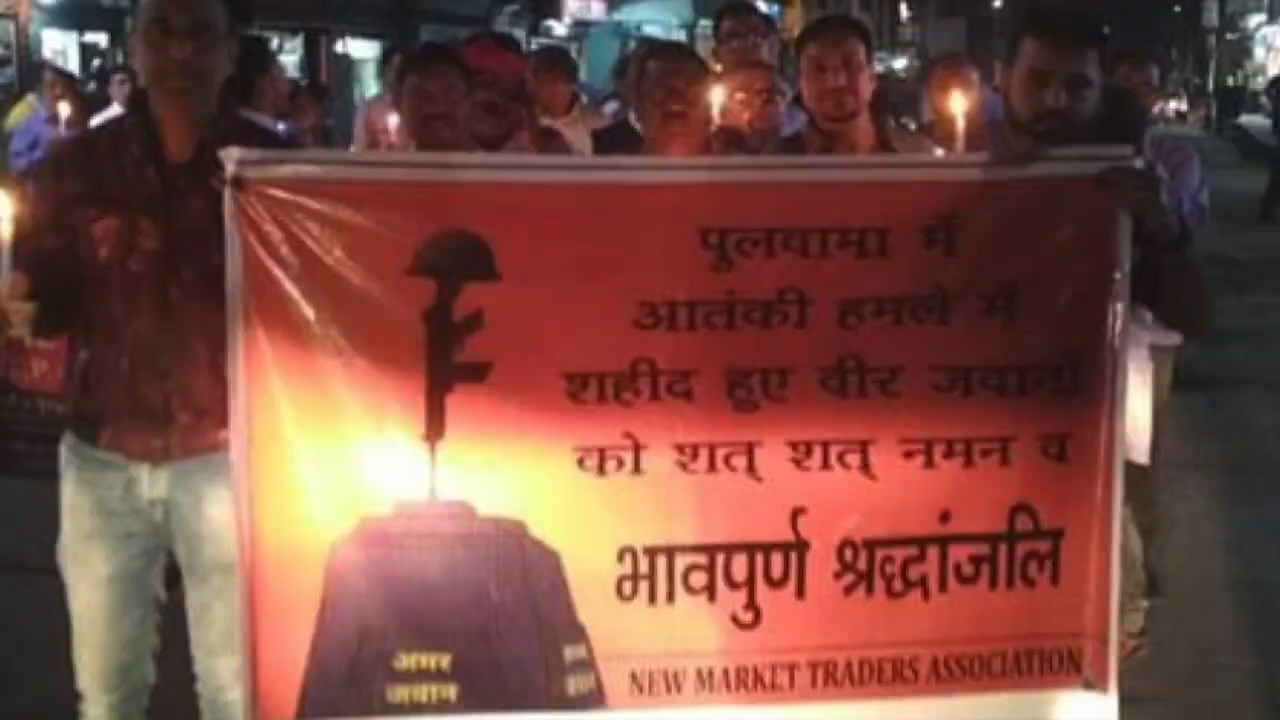 पुलवामा में
आतंकी हमले में
शहीद हुए वीर जवानों
को शत् शत् नमन व
भावपुर्ण श्रद्धांजलि
अमर
जवान
NEW MARKET TRADERS ASSOCIATION